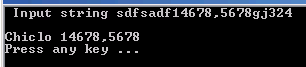 Input string sdfsadf14678,5678gj324
Chiclo 14678,5678
Press any key ...